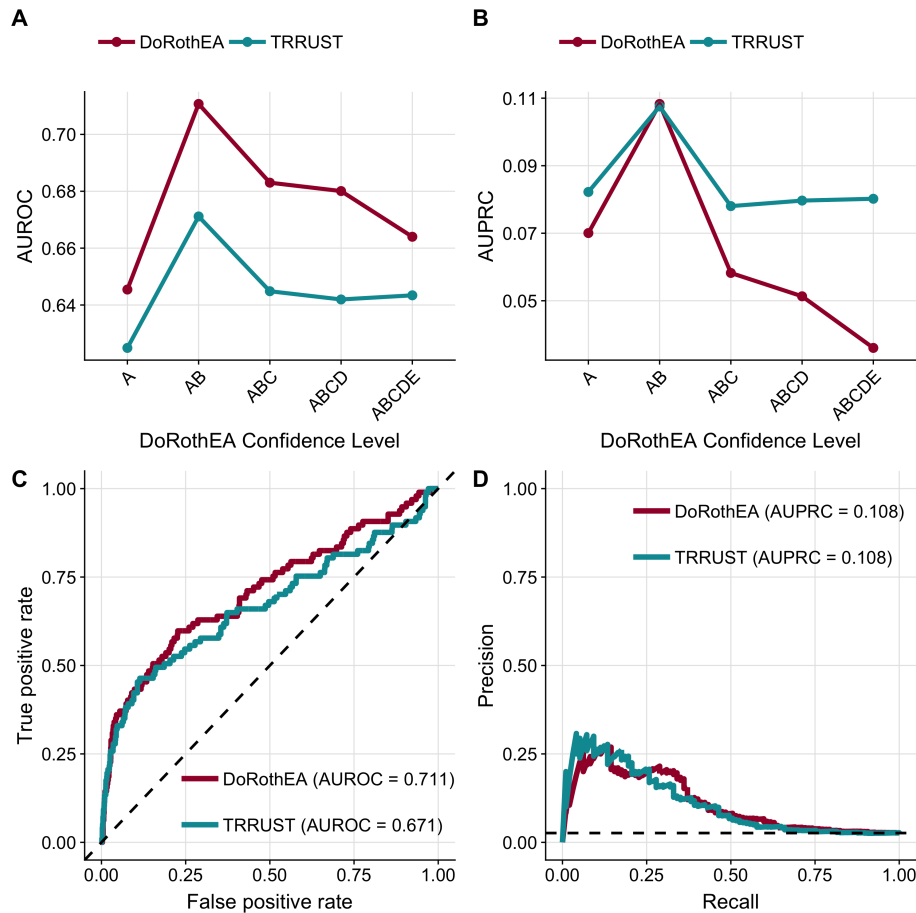 A
DoRothEA TRRUST
0.70
0.68
0.66
0.64
AUROC
A AB ABC ABCD ABCDE
DoRothEA Confidence Level
B
DoRothEA TRRUST
0.11
0.09
0.07
0.05
AUPRC
A AB ABC ABCD ABCDE
DoRothEA Confidence Level
C
1.00
0.75
0.50
0.25
0.00
True positive rate
DoRothEA (AUROC = 0.711)
TRRUST (AUROC = 0.671)
0.00 0.25 0.50 0.75 1.00
False positive rate
D
1.00
0.75
0.50
0.25
0.00
Precision
DoRothEA (AUPRC = 0.108)
TRRUST (AUPRC = 0.108)
0.00 0.25 0.50 0.75 1.00
Recall